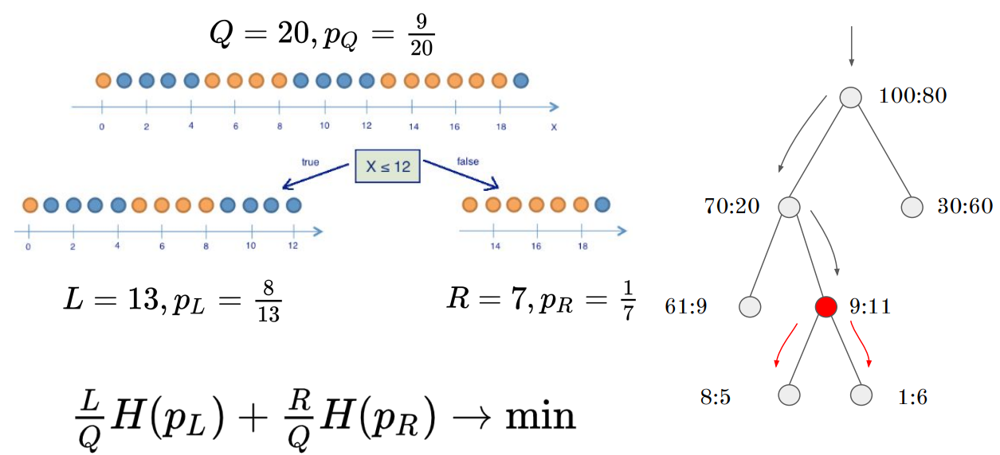 Q = 20, p_Q = 9/20
0 2 4 6 8 10 12 14 16 18 X
true
X ≤ 12
false
0 2 4 6 8 10 12
14 16 18
L = 13, p_L = 8/13
R = 7, p_R = 1/7
L/Q H(p_L) + R/Q H(p_R) → min
100:80
70:20
30:60
61:9
9:11
8:5
1:6